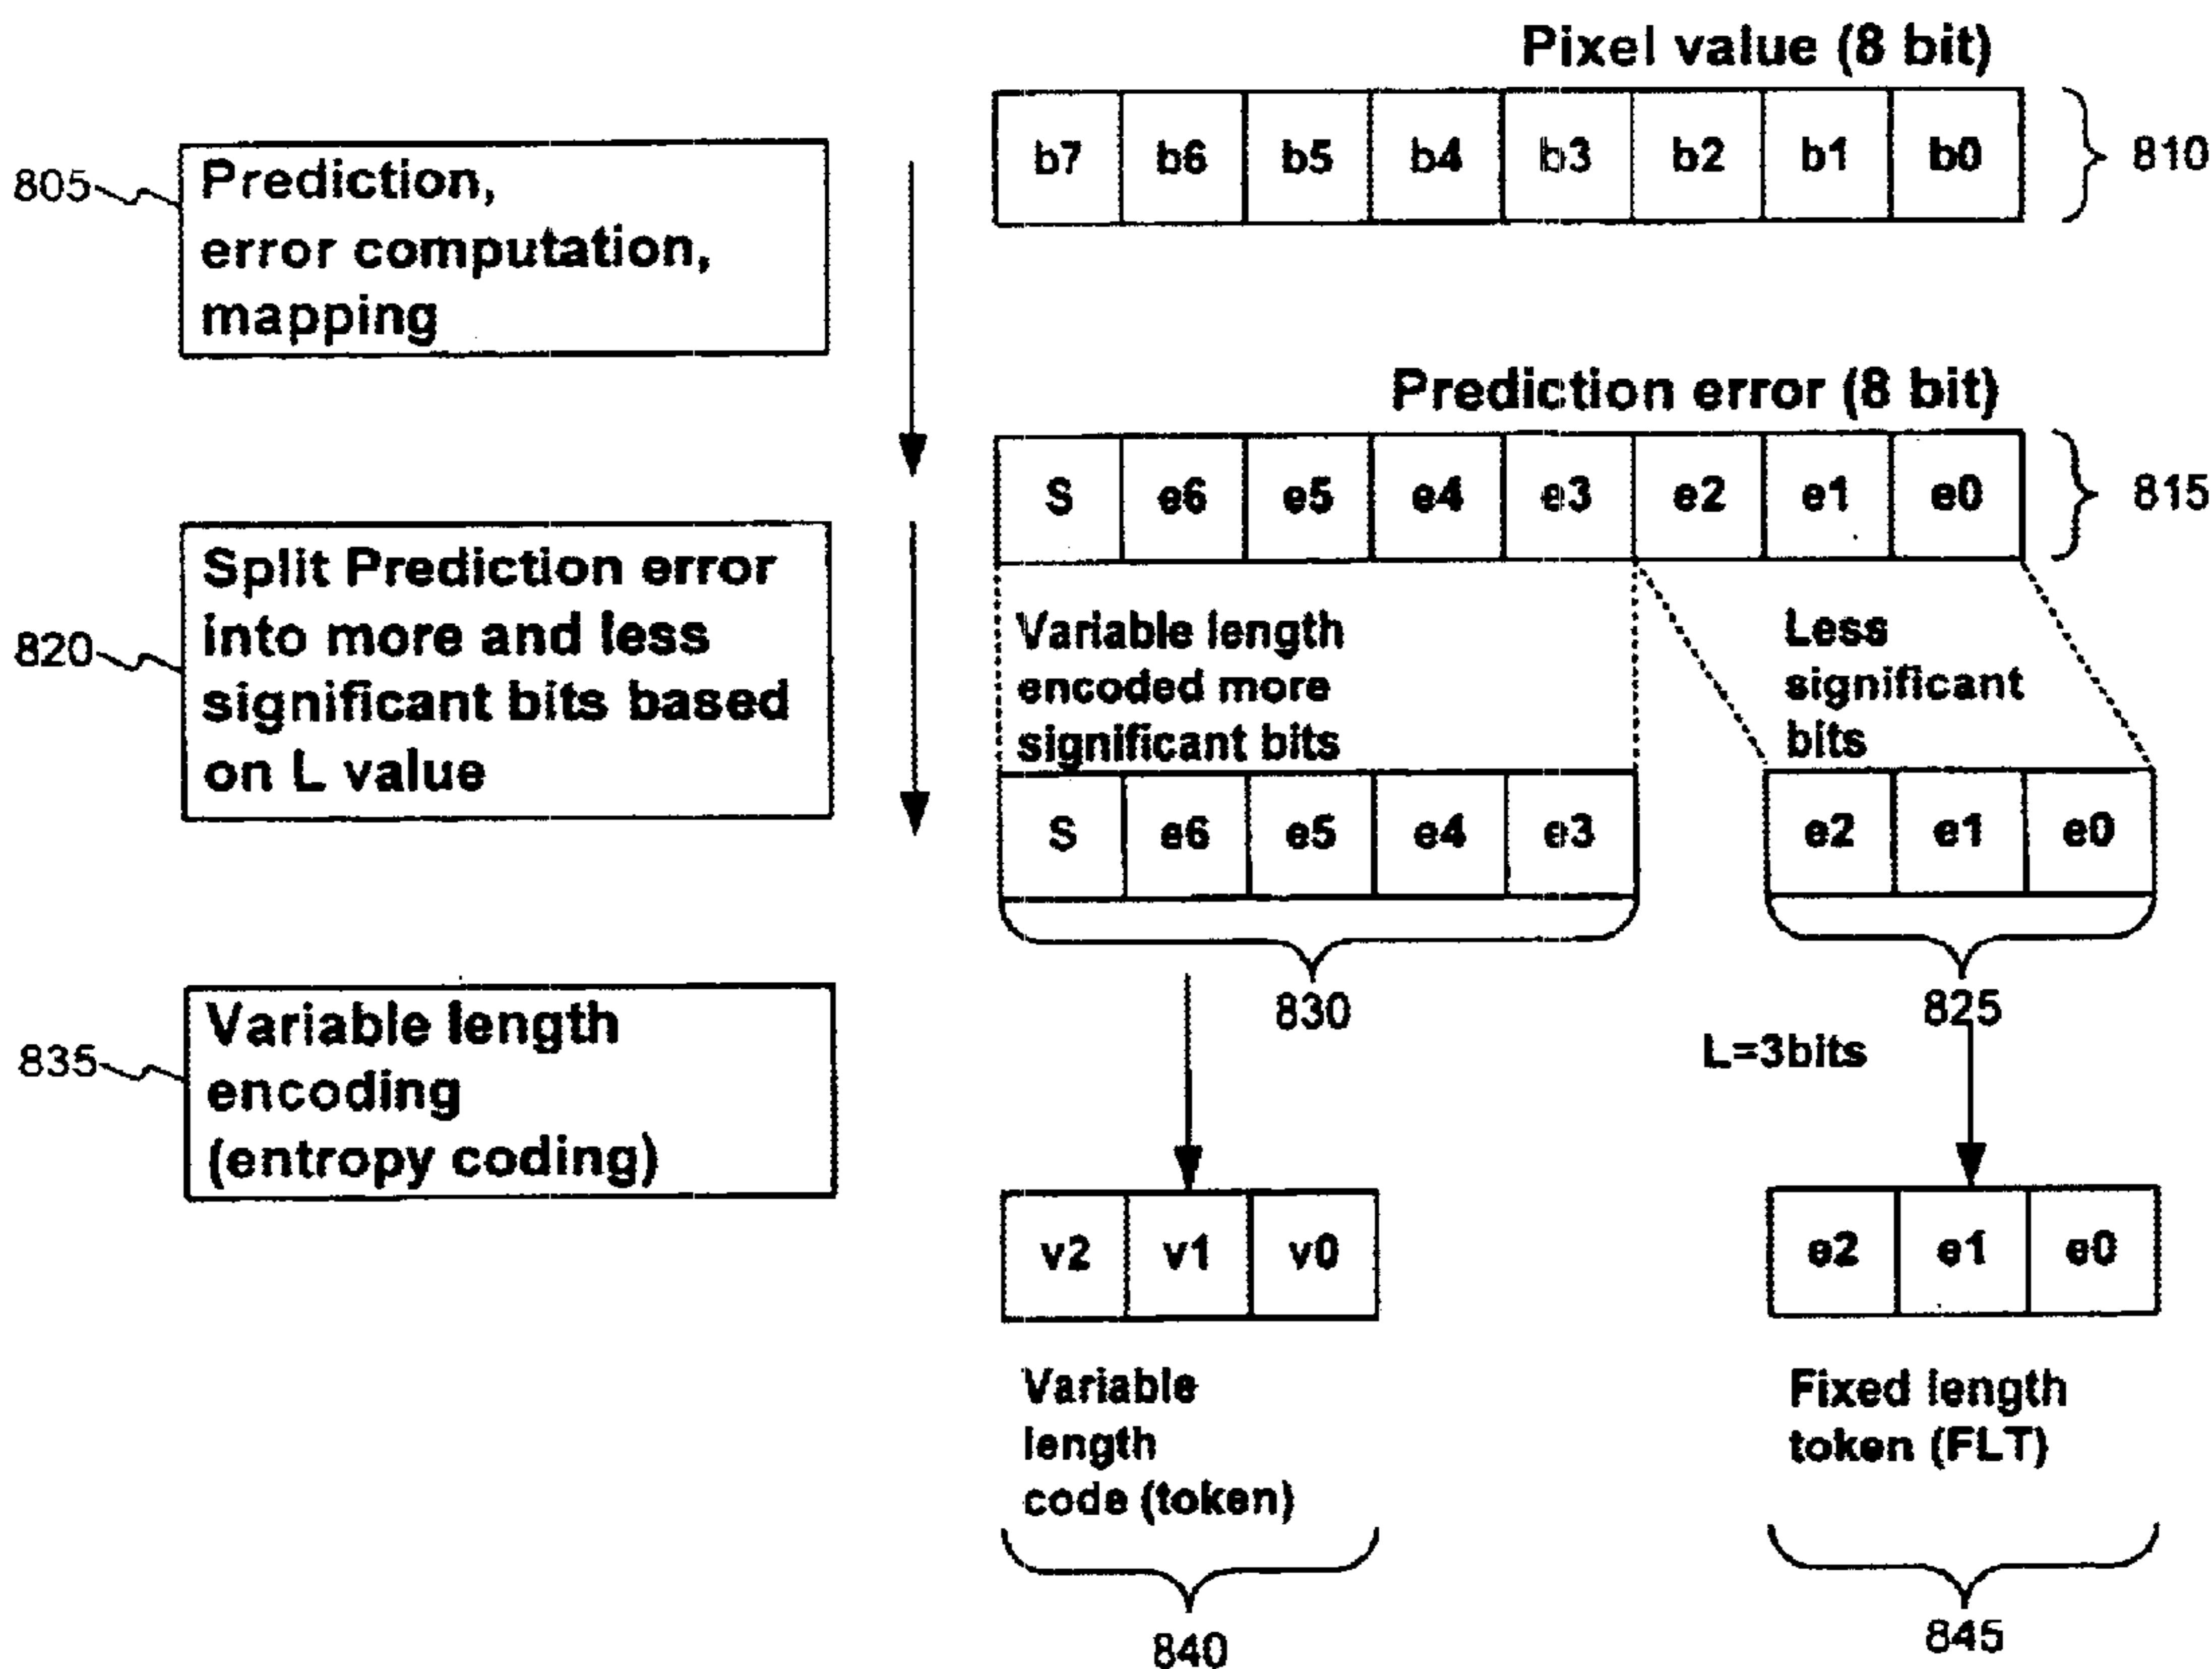 Pixel value (8 bit)
b7 b6 b5 b4 b3 b2 b1 b0
810
805
Prediction,
error computation,
mapping
Prediction error (8 bit)
S e6 e5 e4 e3 e2 e1 e0
815
820
Split Prediction error
into more and less
significant bits based
on L value
Variable length
encoded more
significant bits
Less
significant
bits
S e6 e5 e4 e3
e2 e1 e0
830
825
L=3bits
835
Variable length
encoding
(entropy coding)
v2 v1 v0
e2 e1 e0
Variable
length
code (token)
Fixed length
token (FLT)
840
845